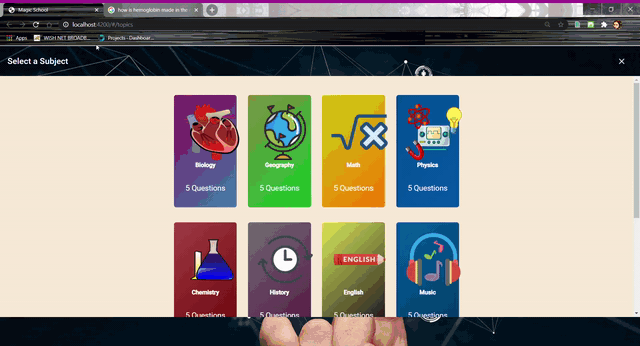 Magic School
how is hemoglobin made in the
localhost:4200/#/topics
Apps
WISH NET BROADB...
Projects - Dashboar...
Select a Subject
Biology
5 Questions
Geography
5 Questions
Math
5 Questions
Physics
5 Questions
Chemistry
5 Questions
History
5 Questions
ENGLISH
English
5 Questions
Music
5 Questions